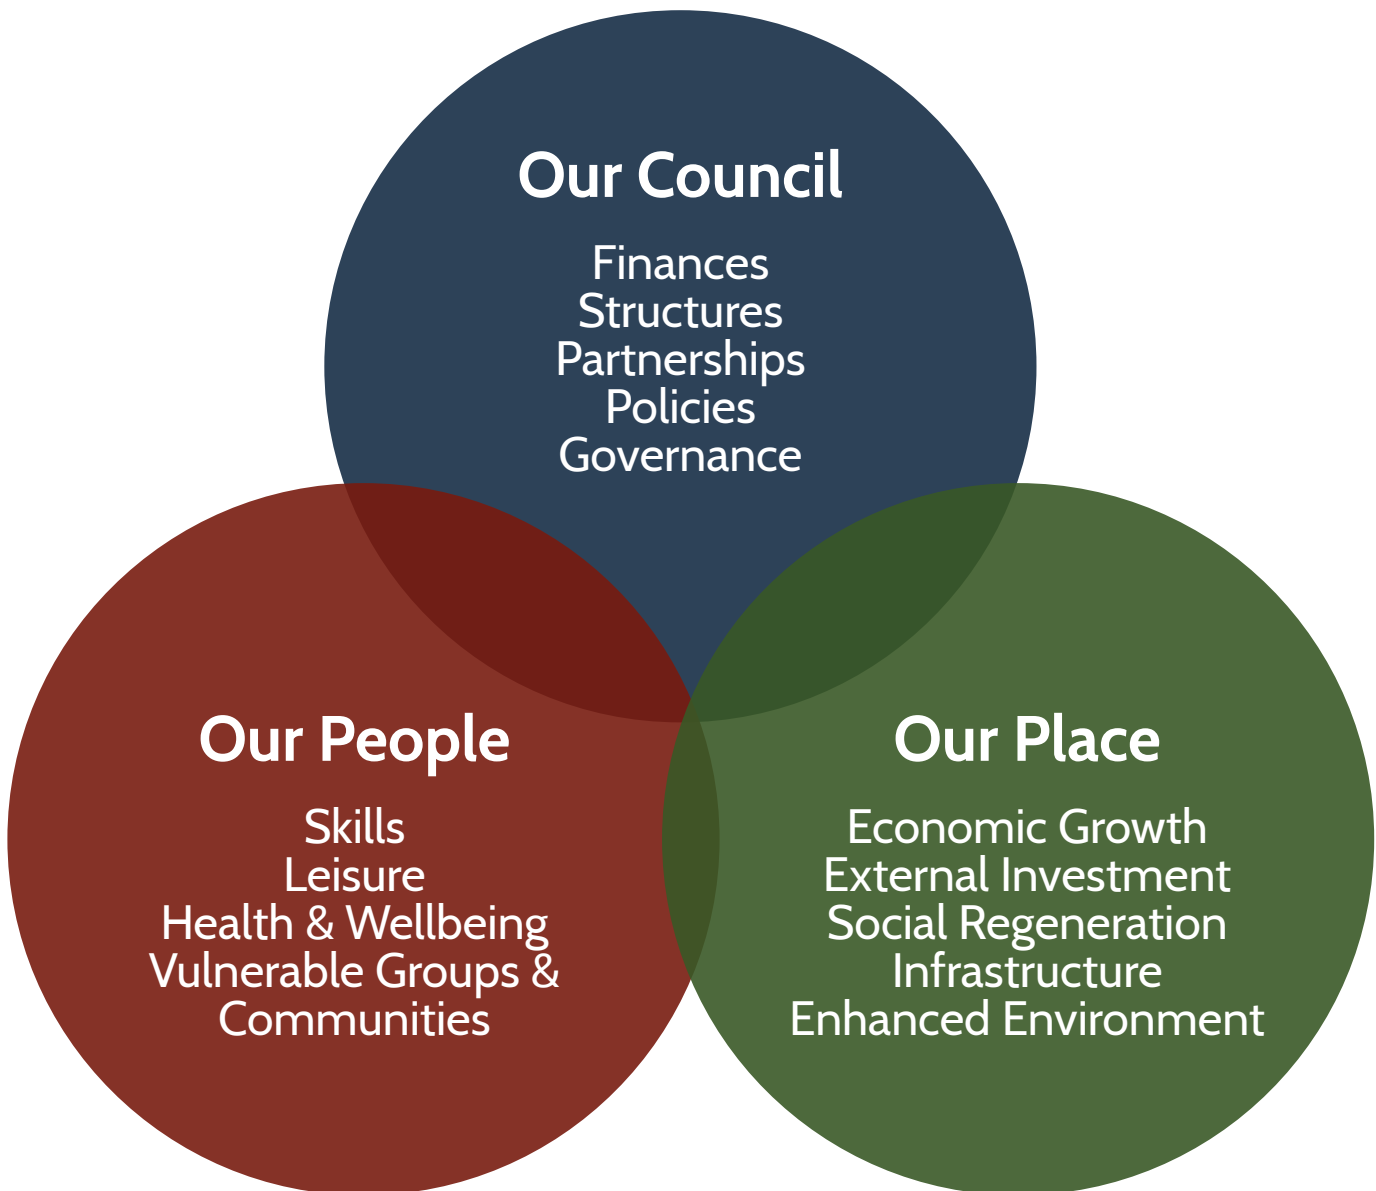 Our Council
Finances
Structures
Partnerships
Policies
Governance
Our People
Skills
Leisure
Health & Wellbeing
Vulnerable Groups &
Communities
Our Place
Economic Growth
External Investment
Social Regeneration
Infrastructure
Enhanced Environment